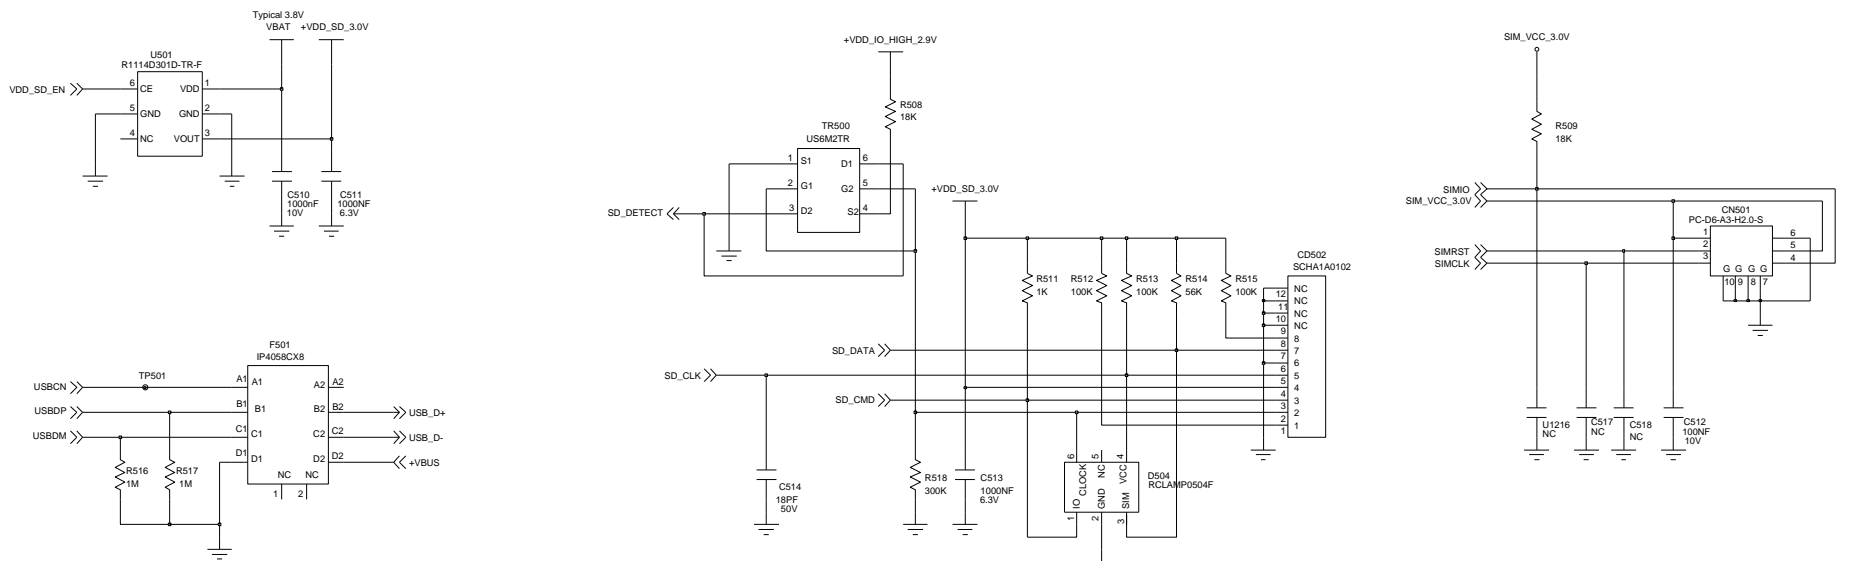 Typical 3.8V
VBAT
+VDD_SD_3.0V
U501
R1114D301D-TR-F
VDD_SD_EN
6
CE
VDD
1
5
GND
GND
2
4
NC
VOUT
3
C510
1000nF
10V
C511
1000NF
6.3V
F501
IP4058CX8
TP501
USBCN
A1
A1
A2
A2
USBDP
B1
B1
B2
B2
USB_D+
USBDM
C1
C1
C2
C2
USB_D-
D1
D1
D2
D2
+VBUS
NC
NC
1
2
R516
1M
R517
1M
+VDD_IO_HIGH_2.9V
R508
18K
TR500
US6M2TR
1
S1
D1
6
2
G1
G2
5
3
D2
S2
4
SD_DETECT
+VDD_SD_3.0V
R511
1K
R512
100K
R513
100K
R514
56K
R515
100K
CD502
SCHA1A0102
NC
12
NC
11
NC
10
NC
9
8
8
7
7
6
6
5
5
4
4
3
3
2
2
1
1
SD_DATA
SD_CLK
SD_CMD
C514
18PF
50V
R518
300K
C513
1000NF
6.3V
D504
RCLAMP0504F
6
5
4
CLOCK
NC
VCC
IO
GND
SIM
1
2
3
SIM_VCC_3.0V
R509
18K
SIMIO
SIM_VCC_3.0V
SIMRST
SIMCLK
CN501
PC-D6-A3-H2.0-S
1
2
3
6
5
4
G G G G
10 9 8 7
U1216
NC
C517
NC
C518
NC
C512
100NF
10V